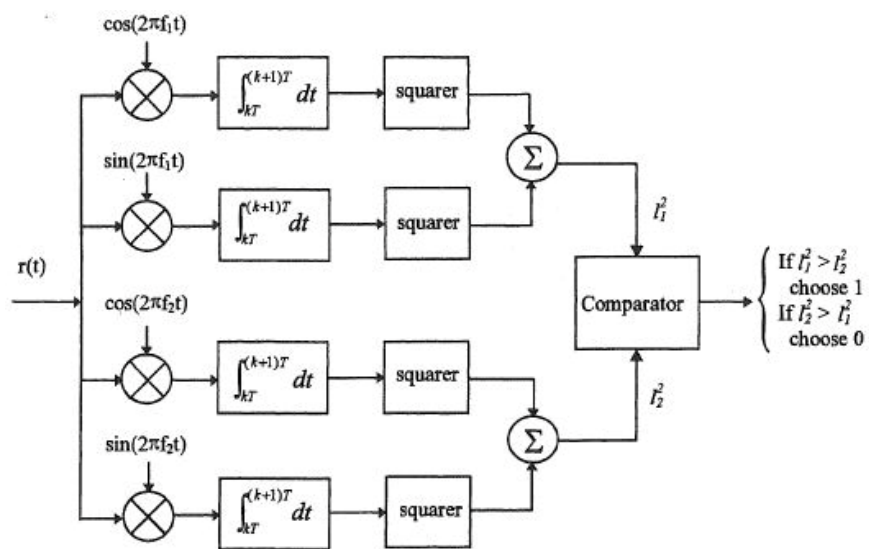 cos(2πf₁t)
∫ₖₜ⁽ᵏ⁺¹⁾ᵀ dt
squarer
Σ
sin(2πf₁t)
∫ₖₜ⁽ᵏ⁺¹⁾ᵀ dt
squarer
l₁²
r(t)
Comparator
If l₁² > l₂²
choose 1
If l₂² > l₁²
choose 0
cos(2πf₂t)
∫ₖₜ⁽ᵏ⁺¹⁾ᵀ dt
squarer
l₂²
Σ
sin(2πf₂t)
∫ₖₜ⁽ᵏ⁺¹⁾ᵀ dt
squarer